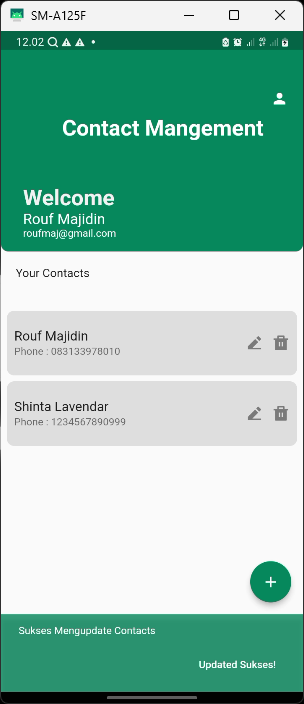 SM-A125F
12.02
Contact Mangement
Welcome
Rouf Majidin
roufmaj@gmail.com
Your Contacts
Rouf Majidin
Phone : 083133978010
Shinta Lavendar
Phone : 1234567890999
Sukses Mengupdate Contacts
Updated Sukses!